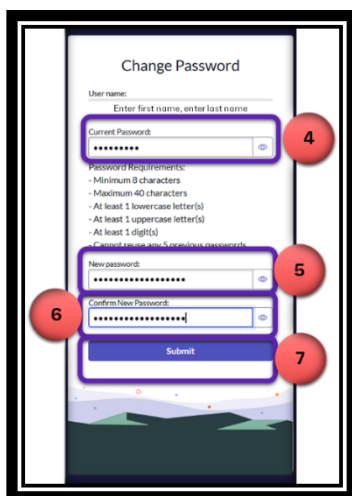 Change Password
User name:
Enter first name, enter last name
Current Password:
4
Password Requirements:
- Minimum 8 characters
- Maximum 40 characters
- At least 1 lowercase letter(s)
- At least 1 uppercase letter(s)
- At least 1 digit(s)
- Cannot reuse any 5 previous passwords
New password:
5
Confirm New Password:
6
Submit
7